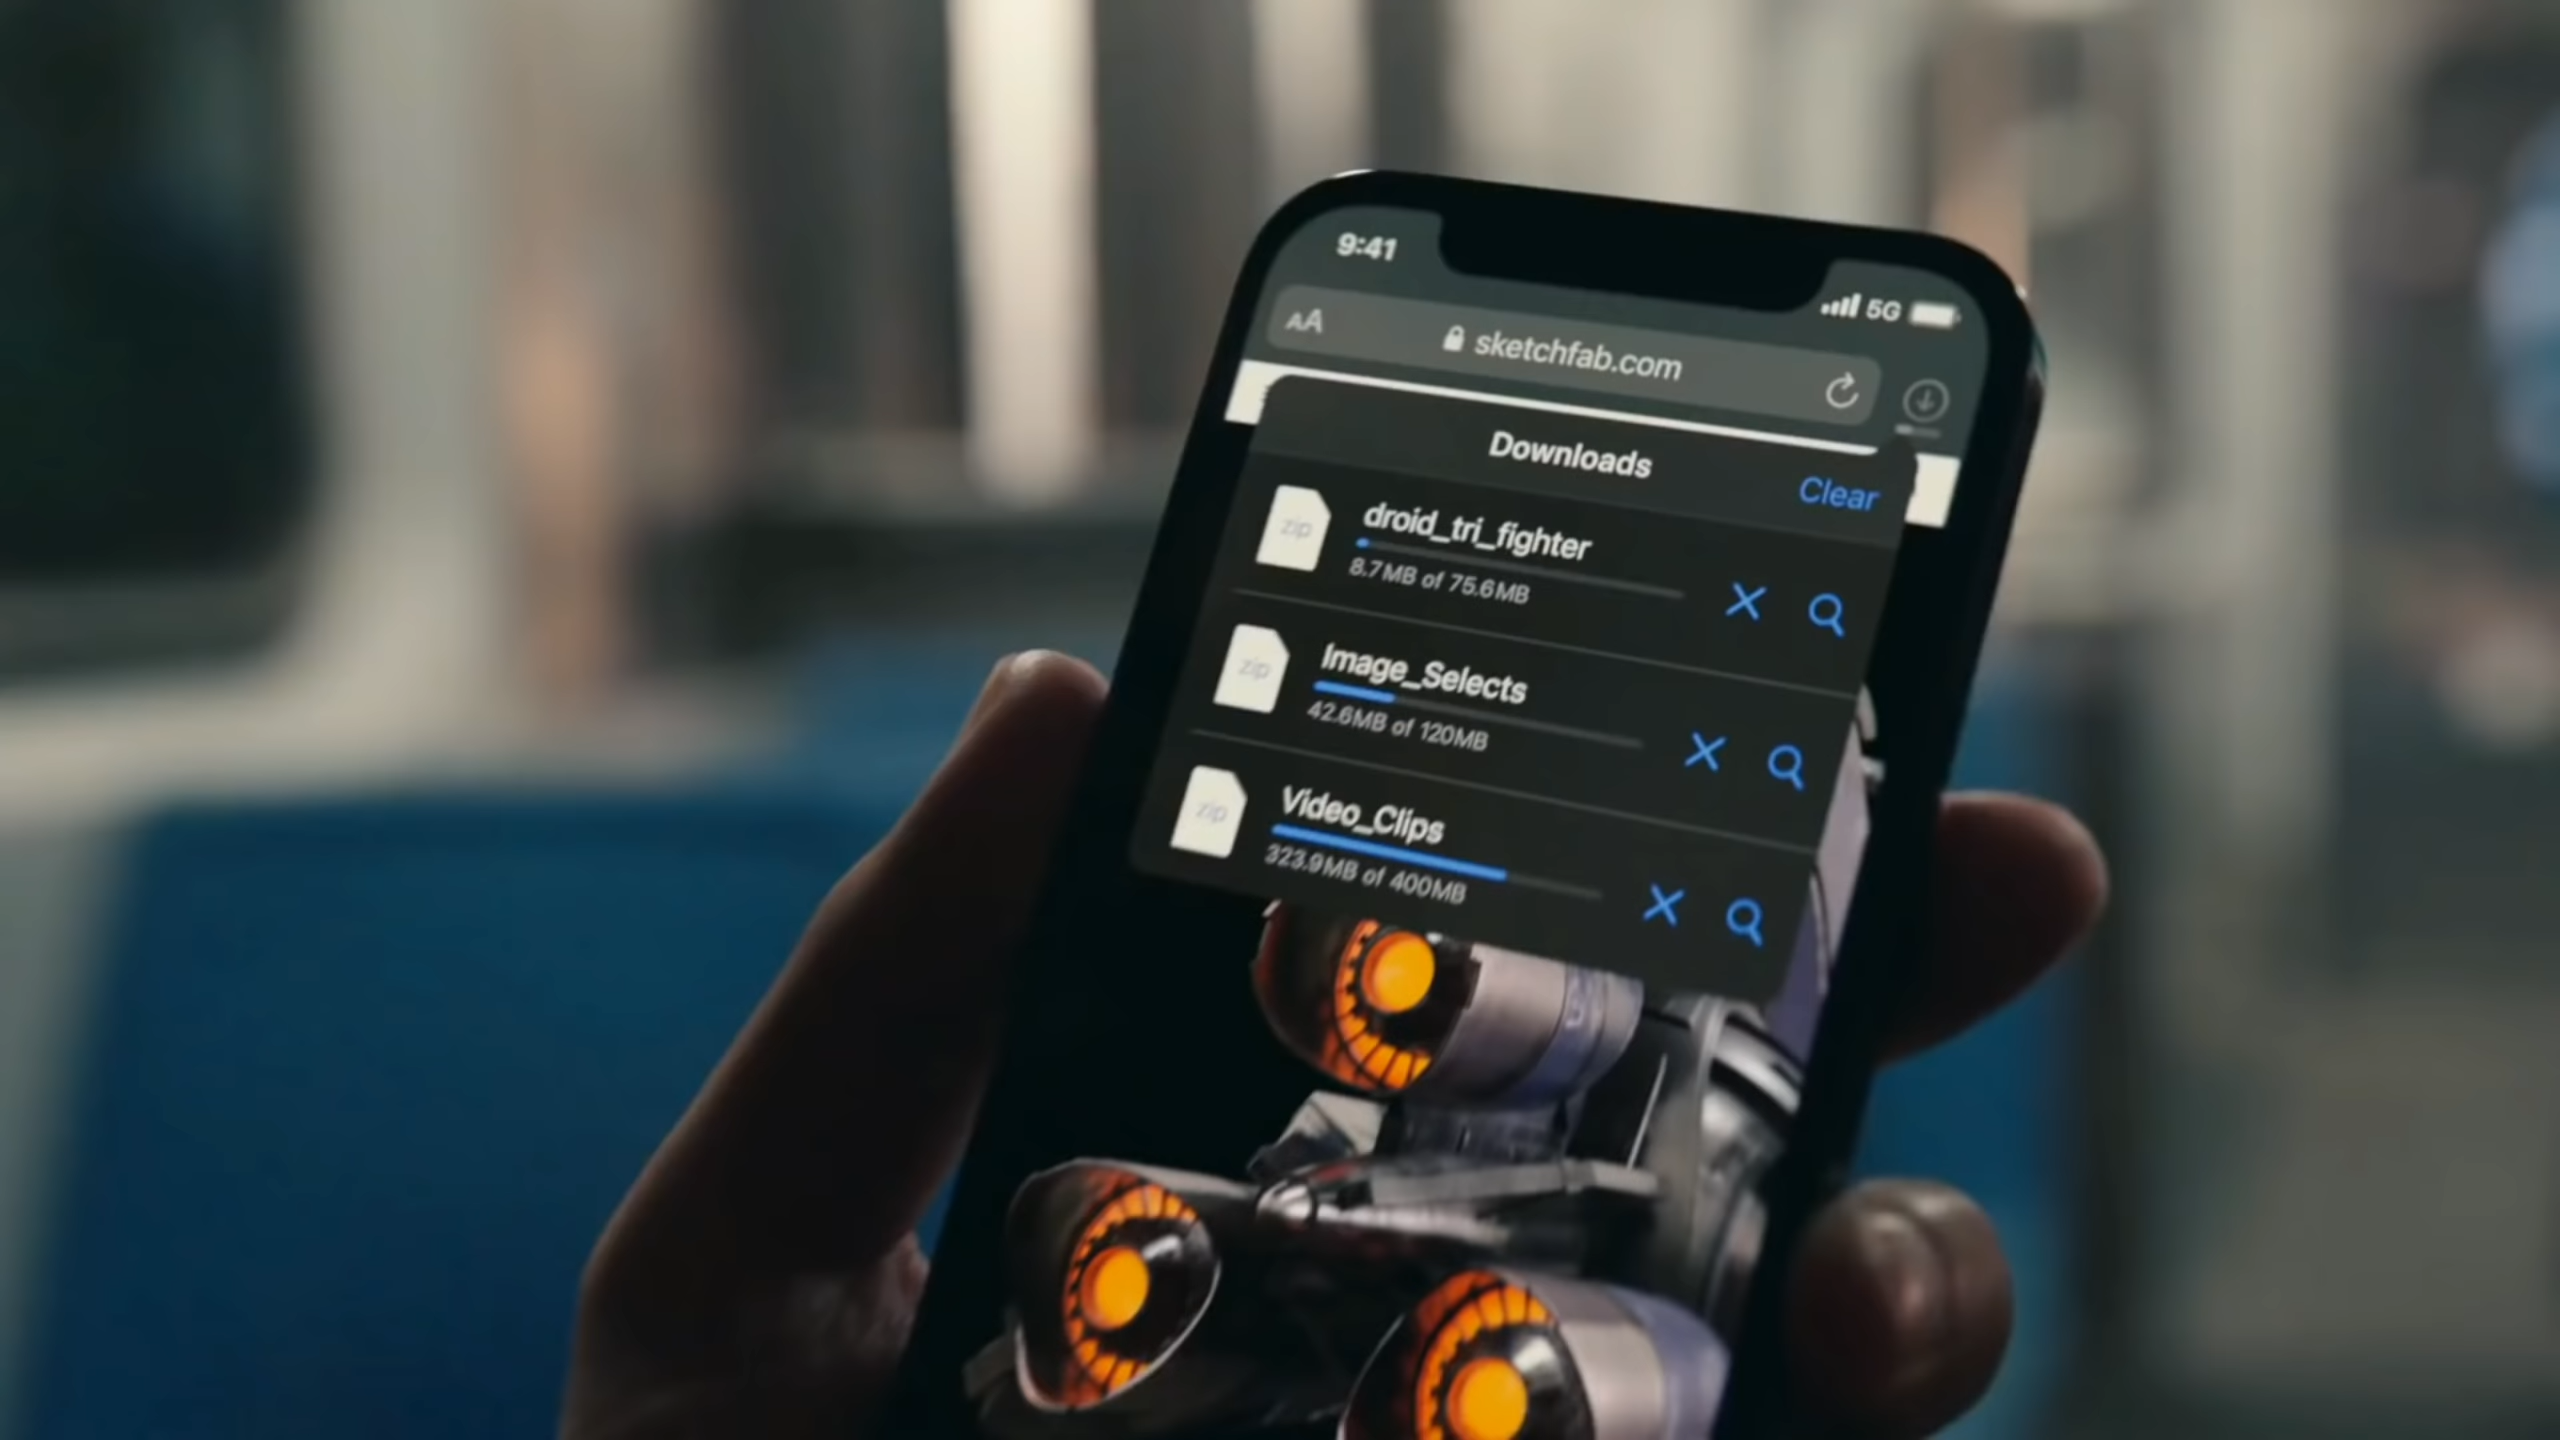 9:41
5G
AA
sketchfab.com
Downloads
Clear
zip
droid_tri_fighter
8.7MB of 75.6MB
zip
Image_Selects
42.6MB of 120MB
zip
Video_Clips
323.9MB of 400MB